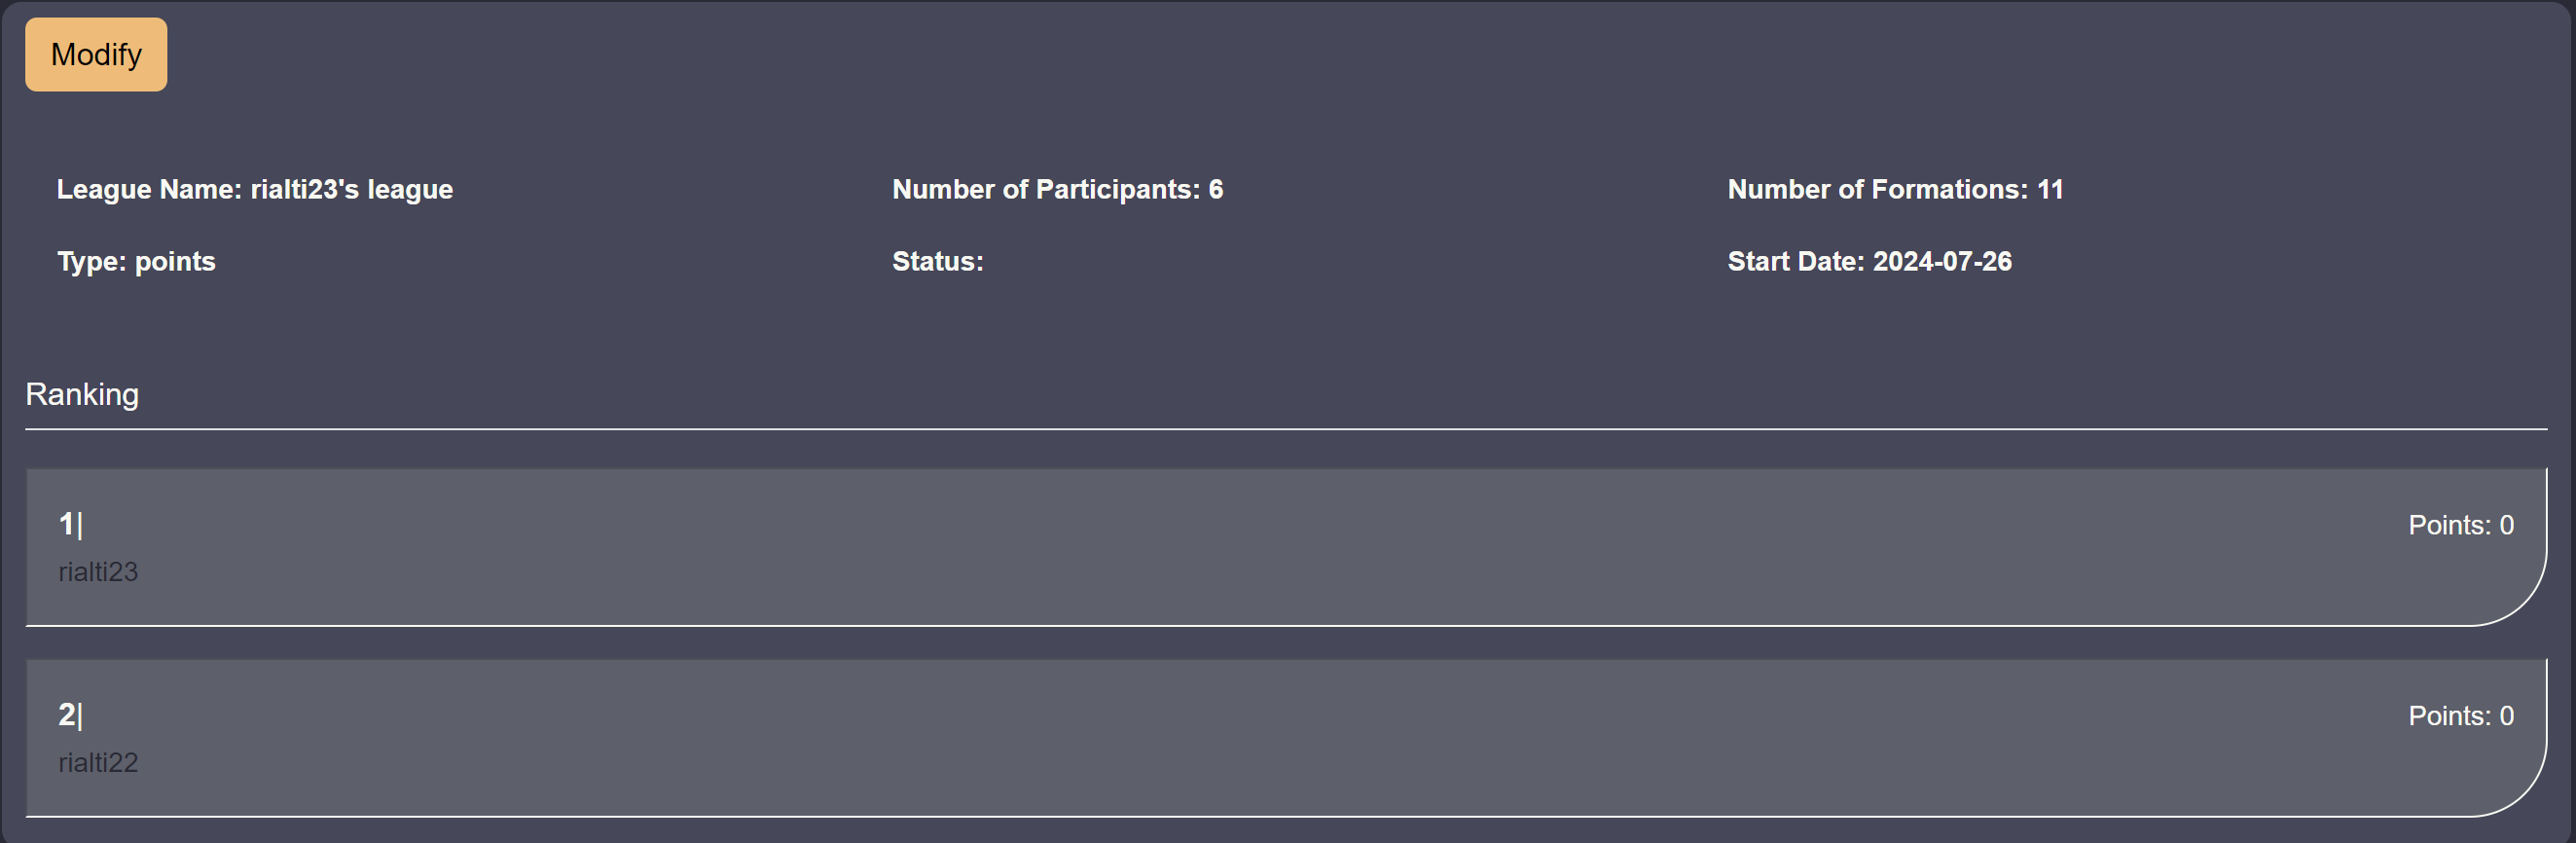 Modify
League Name: rialti23's league
Number of Participants: 6
Number of Formations: 11
Type: points
Status:
Start Date: 2024-07-26
Ranking
1|
Points: 0
rialti23
2|
Points: 0
rialti22